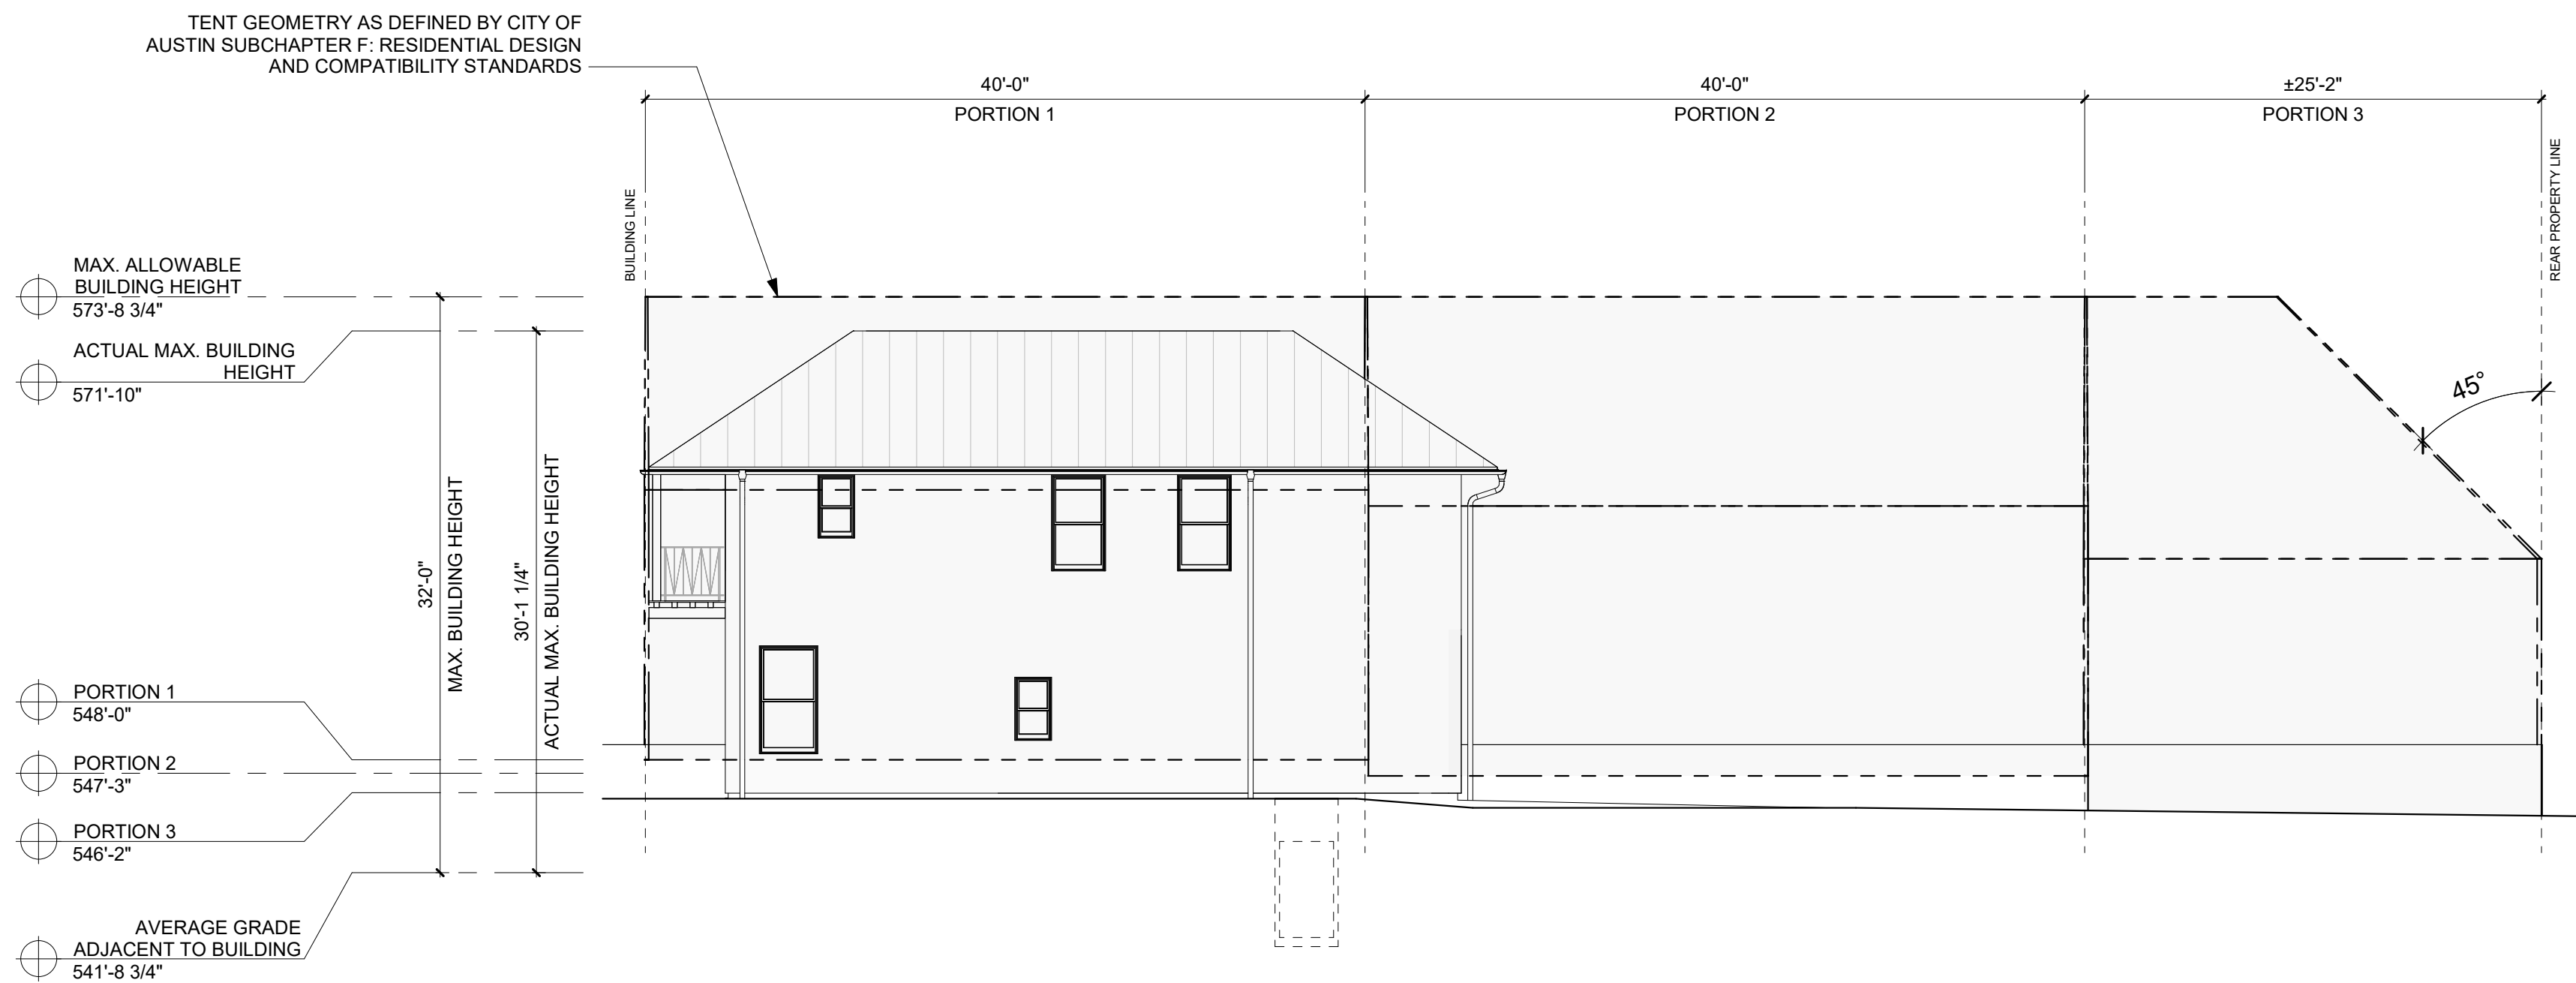 TENT GEOMETRY AS DEFINED BY CITY OF
AUSTIN SUBCHAPTER F: RESIDENTIAL DESIGN
AND COMPATIBILITY STANDARDS
40'-0"
40'-0"
±25'-2"
PORTION 1
PORTION 2
PORTION 3
BUILDING LINE
REAR PROPERTY LINE
MAX. ALLOWABLE
BUILDING HEIGHT
573'-8 3/4"
ACTUAL MAX. BUILDING
HEIGHT
571'-10"
45°
32'-0"
MAX. BUILDING HEIGHT
30'-1 1/4"
ACTUAL MAX. BUILDING HEIGHT
PORTION 1
548'-0"
PORTION 2
547'-3"
PORTION 3
546'-2"
AVERAGE GRADE
ADJACENT TO BUILDING
541'-8 3/4"